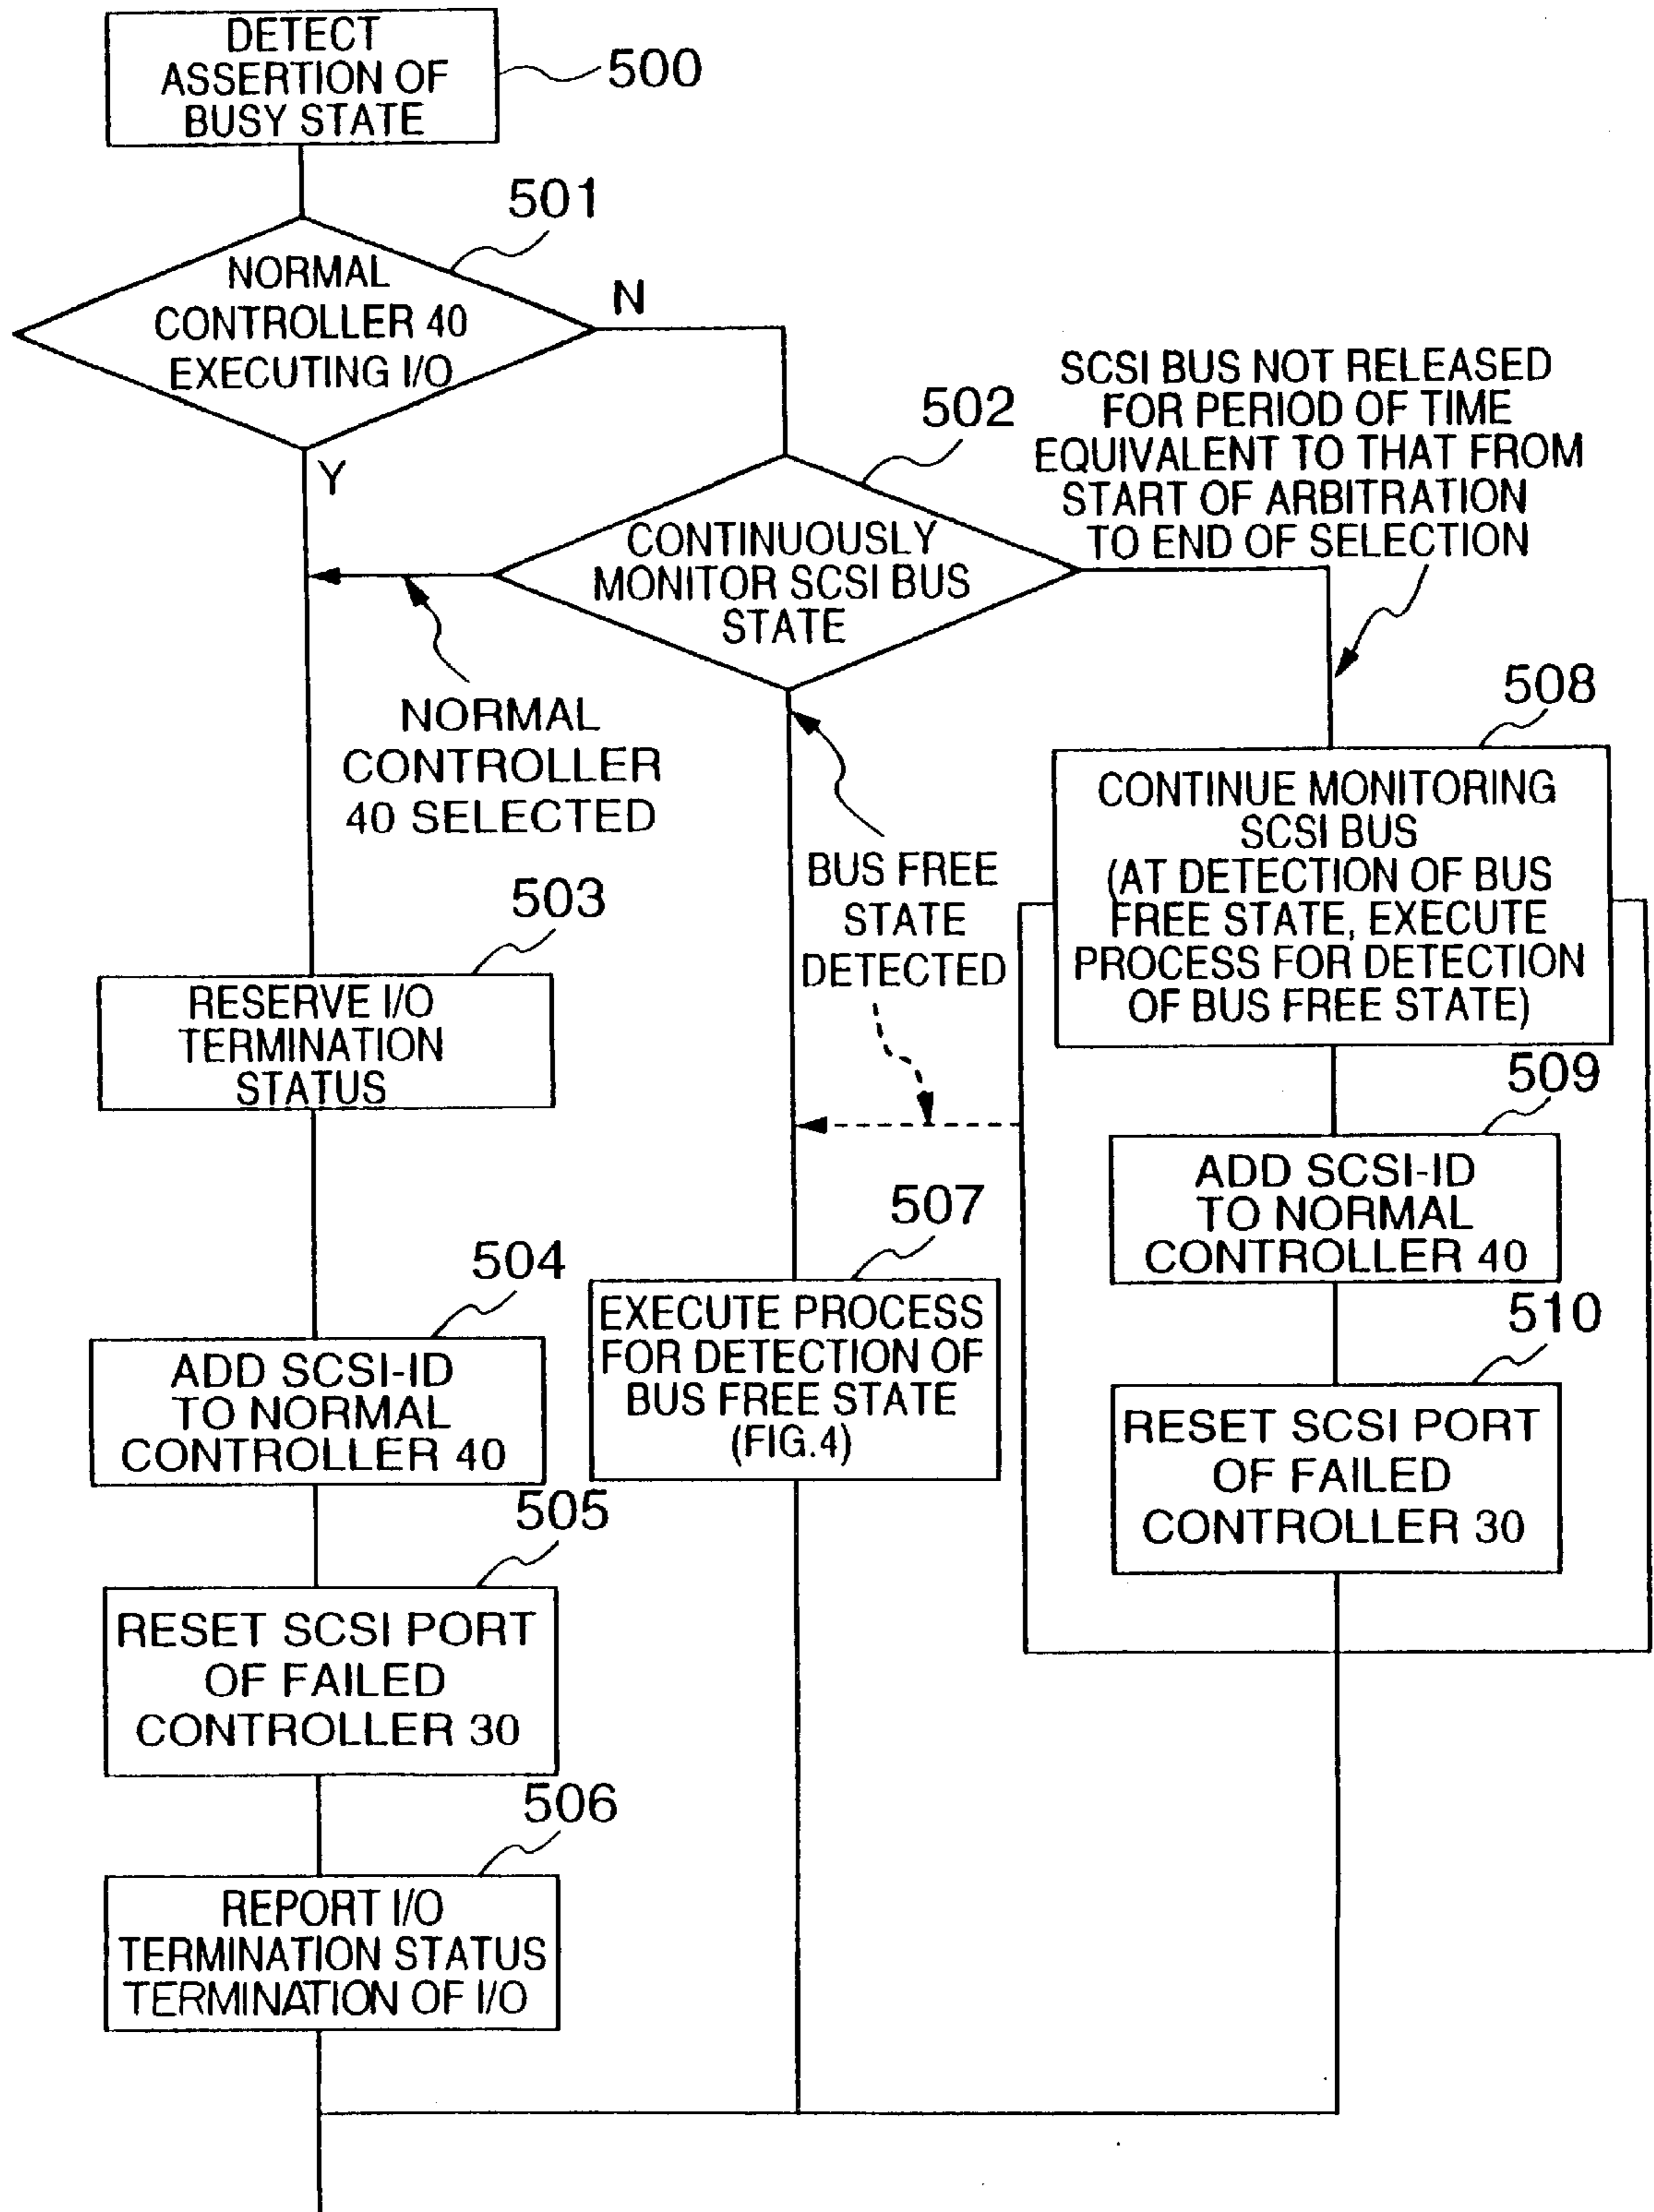 DETECT
ASSERTION OF
BUSY STATE
500
501
NORMAL
CONTROLLER 40
EXECUTING I/O
N
Y
502
CONTINUOUSLY
MONITOR SCSI BUS
STATE
SCSI BUS NOT RELEASED
FOR PERIOD OF TIME
EQUIVALENT TO THAT FROM
START OF ARBITRATION
TO END OF SELECTION
NORMAL
CONTROLLER
40 SELECTED
BUS FREE
STATE
DETECTED
508
CONTINUE MONITORING
SCSI BUS
(AT DETECTION OF BUS
FREE STATE, EXECUTE
PROCESS FOR DETECTION
OF BUS FREE STATE)
503
RESERVE I/O
TERMINATION
STATUS
509
ADD SCSI-ID
TO NORMAL
CONTROLLER 40
504
ADD SCSI-ID
TO NORMAL
CONTROLLER 40
507
EXECUTE PROCESS
FOR DETECTION OF
BUS FREE STATE
(FIG.4)
510
RESET SCSI PORT
OF FAILED
CONTROLLER 30
505
RESET SCSI PORT
OF FAILED
CONTROLLER 30
506
REPORT I/O
TERMINATION STATUS
TERMINATION OF I/O